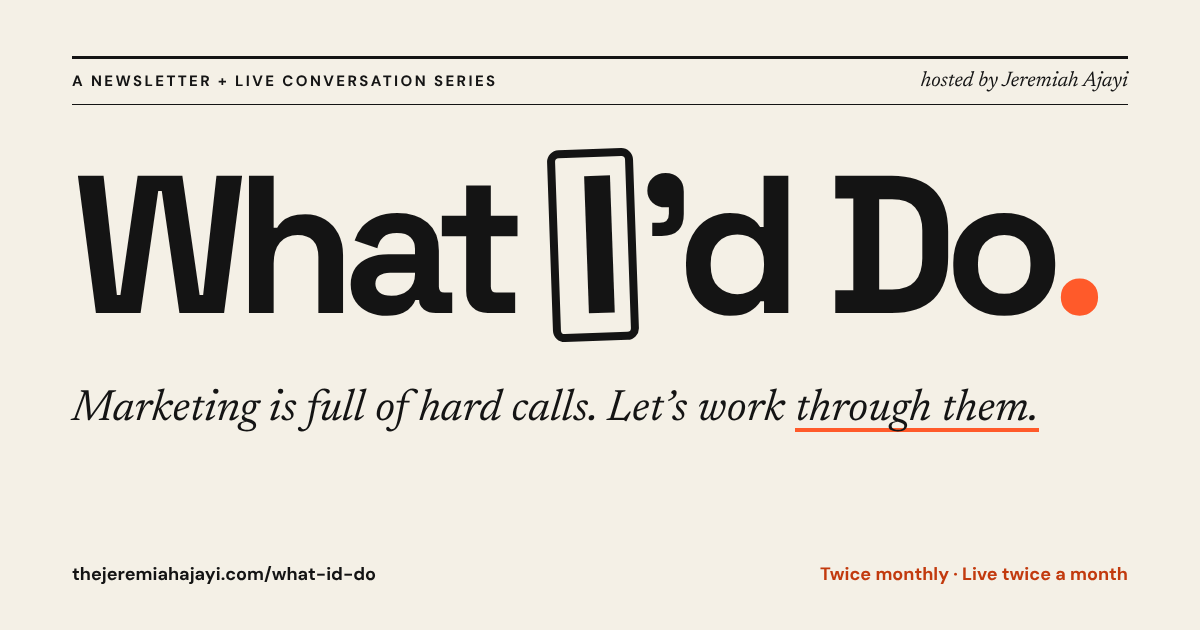 A NEWSLETTER + LIVE CONVERSATION SERIES
hosted by Jeremiah Ajayi
What I’d Do.
Marketing is full of hard calls. Let’s work through them.
thejeremiahajayi.com/what-id-do
Twice monthly · Live twice a month